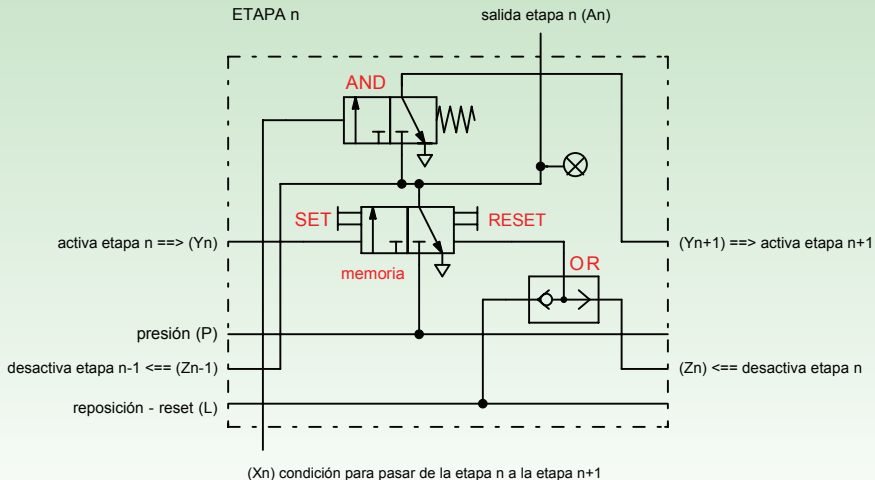 ETAPA n
salida etapa n (An)
AND
SET
RESET
activa etapa n ==> (Yn)
(Yn+1) ==> activa etapa n+1
memoria
OR
presión (P)
desactiva etapa n-1 <== (Zn-1)
(Zn) <== desactiva etapa n
reposición - reset (L)
(Xn) condición para pasar de la etapa n a la etapa n+1